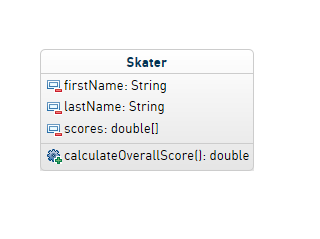 Skater
firstName: String
lastName: String
scores: double[]
calculateOverallScore(): double